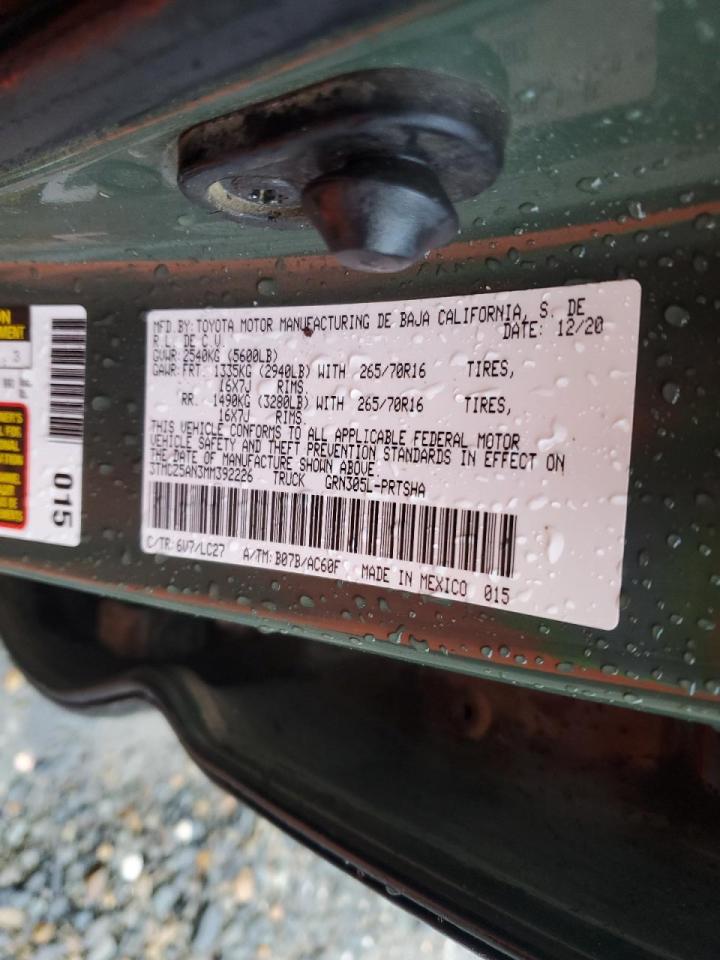 MFD BY: TOYOTA MOTOR MANUFACTURING DE BAJA CALIFORNIA, S. DE
R L. DE C.V. DATE: 12/20
GVWR: 2540KG (5600LB)
GAWR: FRT. 1335KG (2940LB) WITH 265/70R16 TIRES,
16X7J RIMS.
RR. 1490KG (3280LB) WITH 265/70R16 TIRES,
16X7J RIMS.
THIS VEHICLE CONFORMS TO ALL APPLICABLE FEDERAL MOTOR
VEHICLE SAFETY AND THEFT PREVENTION STANDARDS IN EFFECT ON
THE DATE OF MANUFACTURE SHOWN ABOVE.
3TMCZ5AN3MM392226 TRUCK GRN305L-PRTSHA
C/TR: 6V7/LC27 A/TM: B07B/AC60F MADE IN MEXICO 015
015